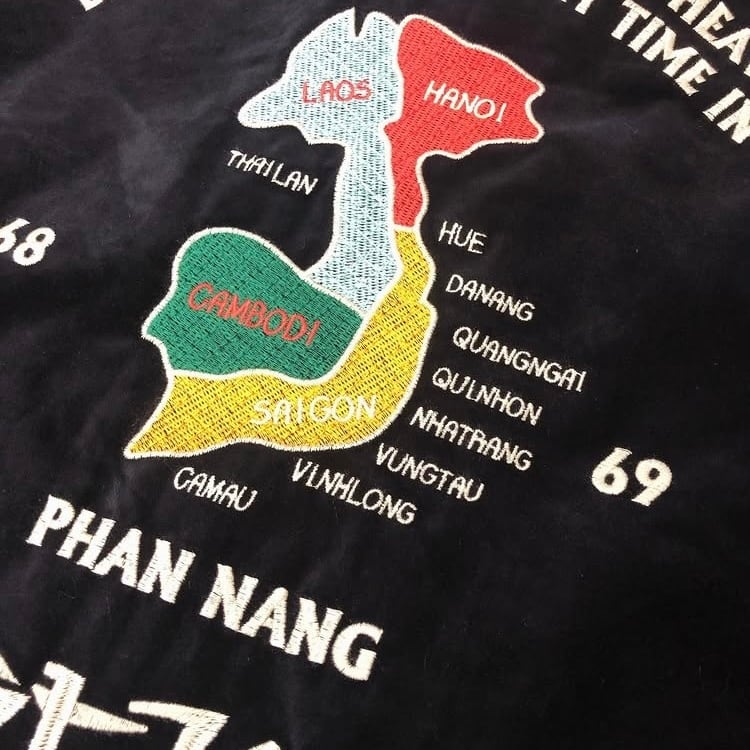 TIME IN
LAOS
HANOI
THAILAN
68
HUE
DANANG
CAMBODI
QUANGNGAI
QUINHON
SAIGON
NHATRANG
VUNGTAU
69
VINHLONG
CAMAU
PHAN NANG